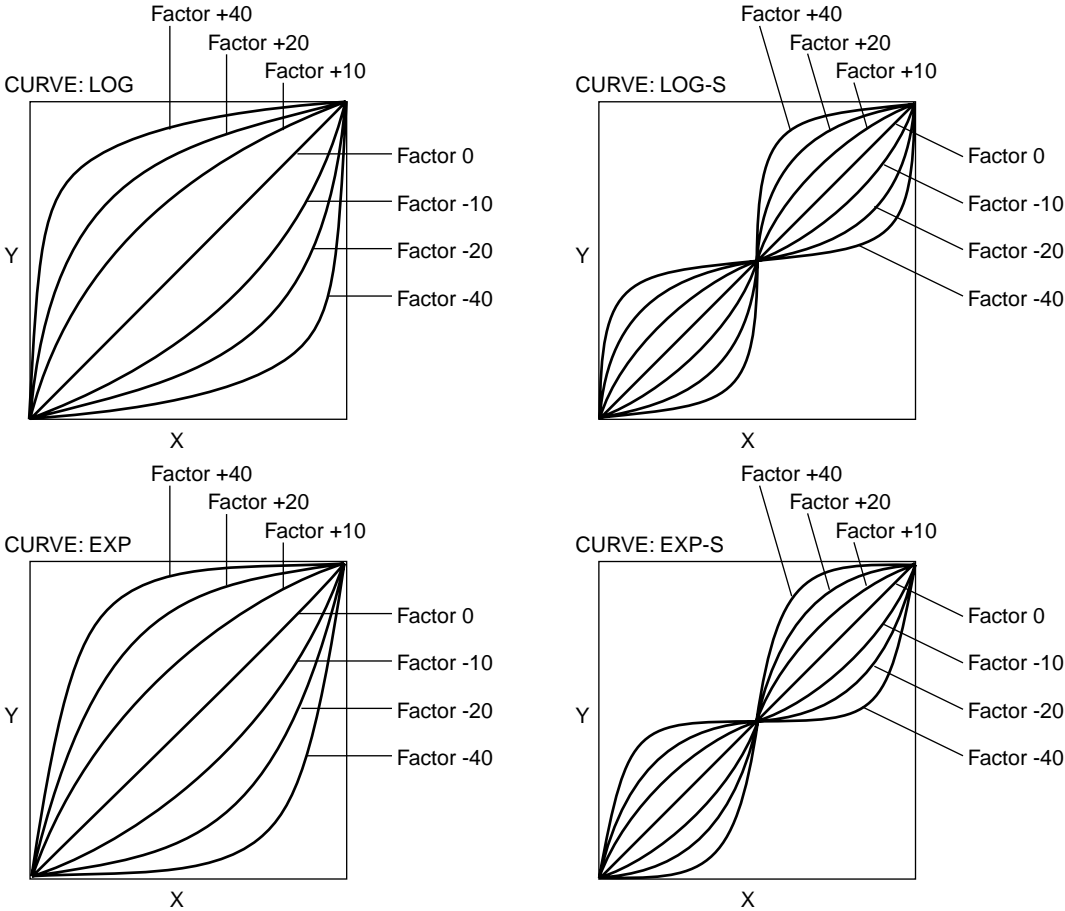 Factor +40
Factor +20
Factor +10
CURVE: LOG
Factor 0
Factor -10
Factor -20
Factor -40
Y
X
Factor +40
Factor +20
Factor +10
CURVE: LOG-S
Factor 0
Factor -10
Factor -20
Factor -40
Y
X
Factor +40
Factor +20
Factor +10
CURVE: EXP
Factor 0
Factor -10
Factor -20
Factor -40
Y
X
Factor +40
Factor +20
Factor +10
CURVE: EXP-S
Factor 0
Factor -10
Factor -20
Factor -40
Y
X